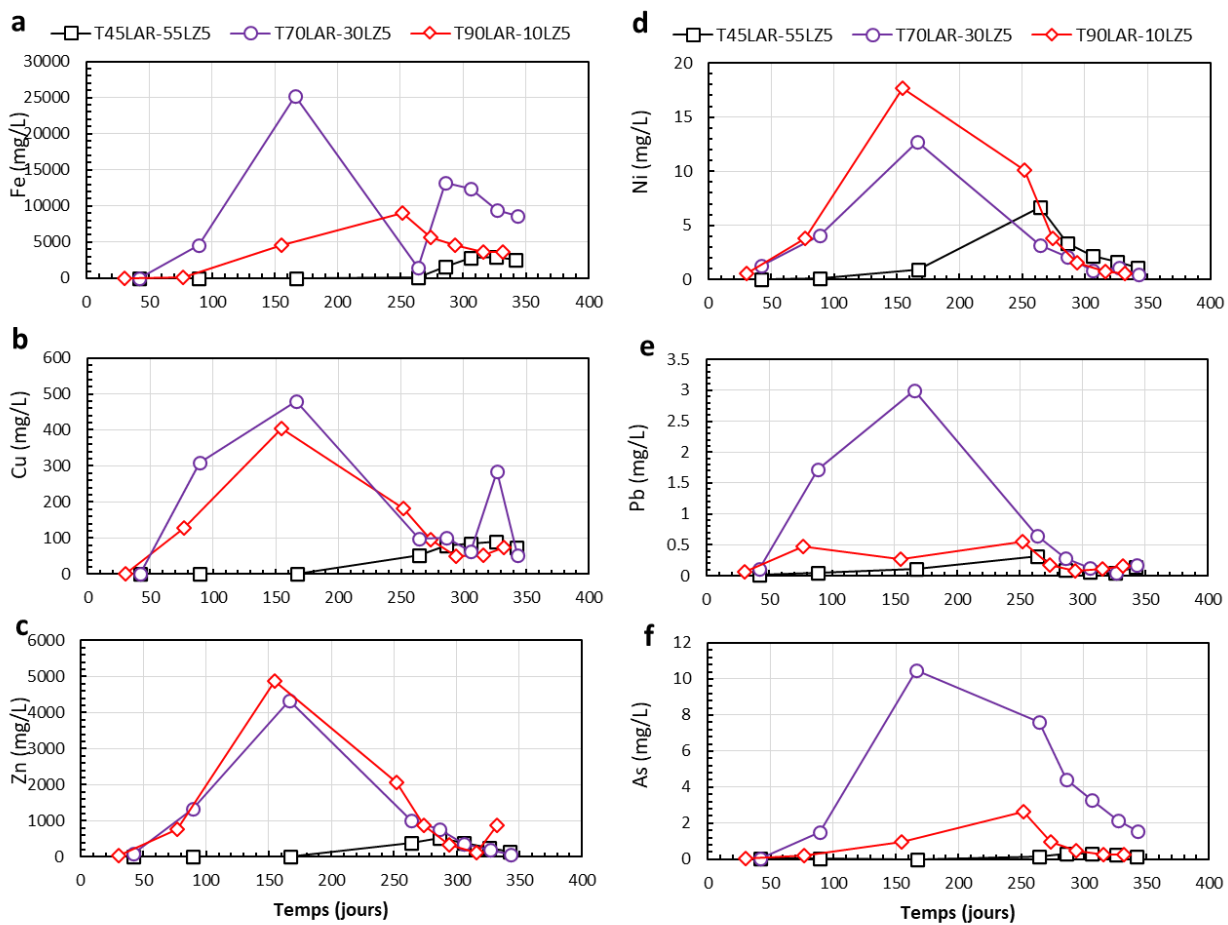 a
T45LAR-55LZ5 T70LAR-30LZ5 T90LAR-10LZ5
Fe (mg/L)
30000
25000
20000
15000
10000
5000
0
0 50 100 150 200 250 300 350 400
b
Cu (mg/L)
600
500
400
300
200
100
0
0 50 100 150 200 250 300 350 400
c
Zn (mg/L)
6000
5000
4000
3000
2000
1000
0
0 50 100 150 200 250 300 350 400
Temps (jours)
d
T45LAR-55LZ5 T70LAR-30LZ5 T90LAR-10LZ5
Ni (mg/L)
20
15
10
5
0
0 50 100 150 200 250 300 350 400
e
Pb (mg/L)
3.5
3
2.5
2
1.5
1
0.5
0
0 50 100 150 200 250 300 350 400
f
As (mg/L)
12
10
8
6
4
2
0
0 50 100 150 200 250 300 350 400
Temps (jours)